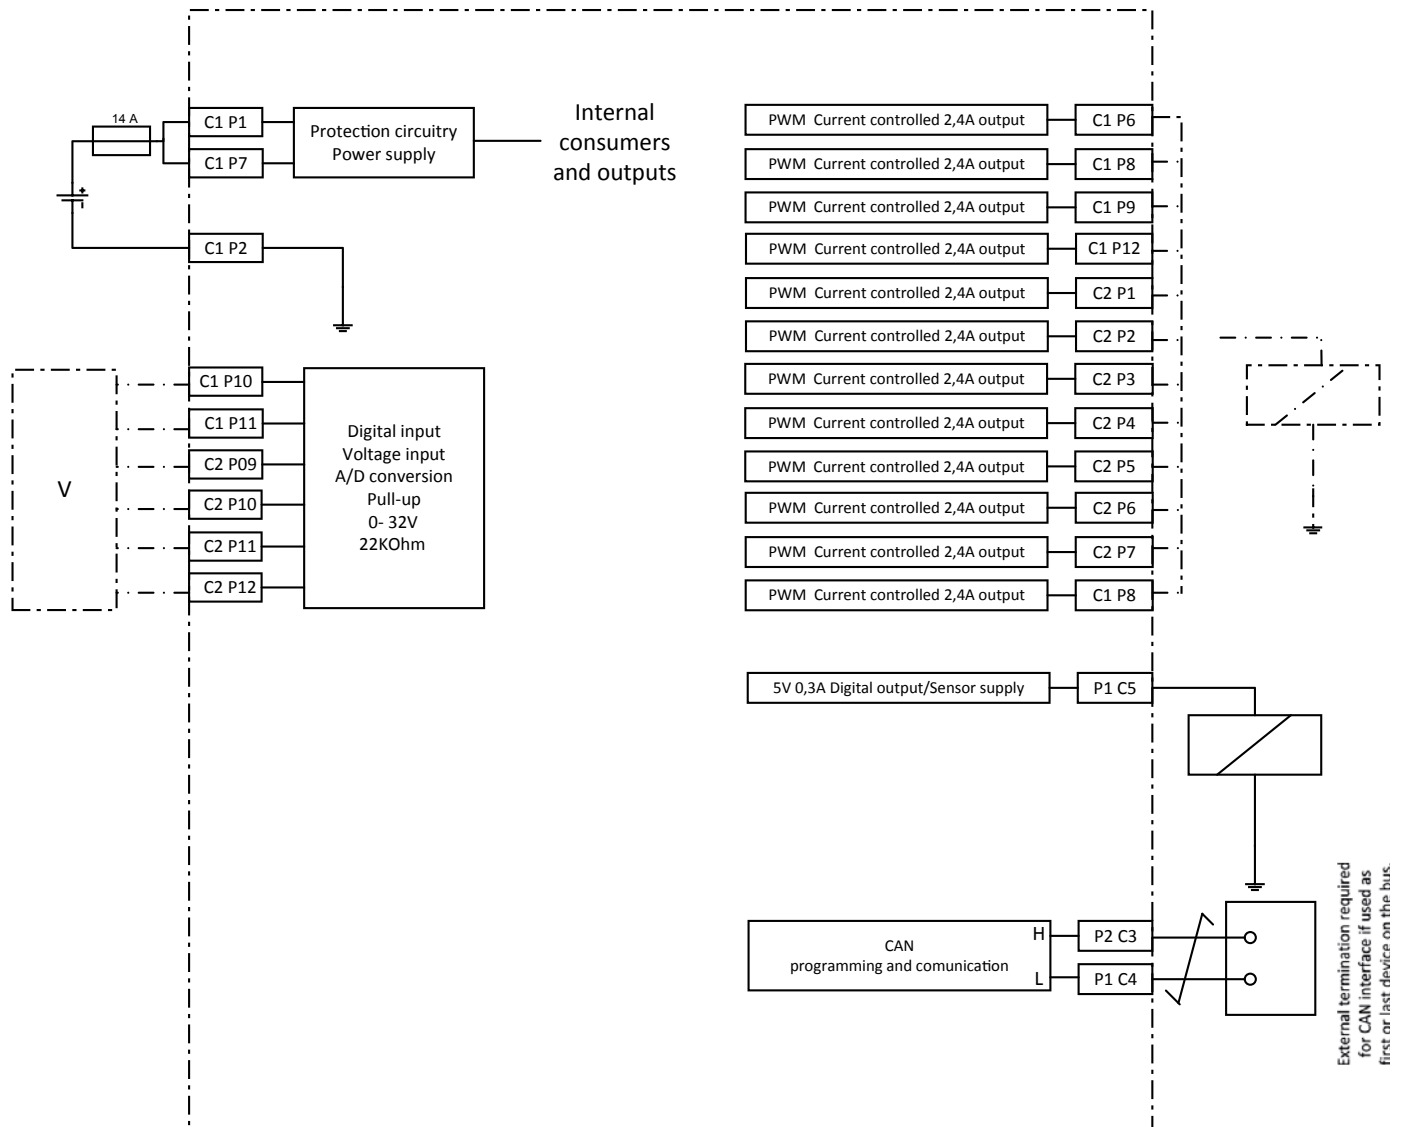 14 A
C1 P1
C1 P7
Protection circuitry
Power supply
Internal
consumers
and outputs
+
C1 P2
V
C1 P10
C1 P11
C2 P09
C2 P10
C2 P11
C2 P12
Digital input
Voltage input
A/D conversion
Pull-up
0- 32V
22KOhm
PWM Current controlled 2,4A output C1 P6
PWM Current controlled 2,4A output C1 P8
PWM Current controlled 2,4A output C1 P9
PWM Current controlled 2,4A output C1 P12
PWM Current controlled 2,4A output C2 P1
PWM Current controlled 2,4A output C2 P2
PWM Current controlled 2,4A output C2 P3
PWM Current controlled 2,4A output C2 P4
PWM Current controlled 2,4A output C2 P5
PWM Current controlled 2,4A output C2 P6
PWM Current controlled 2,4A output C2 P7
PWM Current controlled 2,4A output C1 P8
5V 0,3A Digital output/Sensor supply P1 C5
CAN
programming and comunication
H P2 C3
L P1 C4
External termination required
for CAN interface if used as
first or last device on the bus.